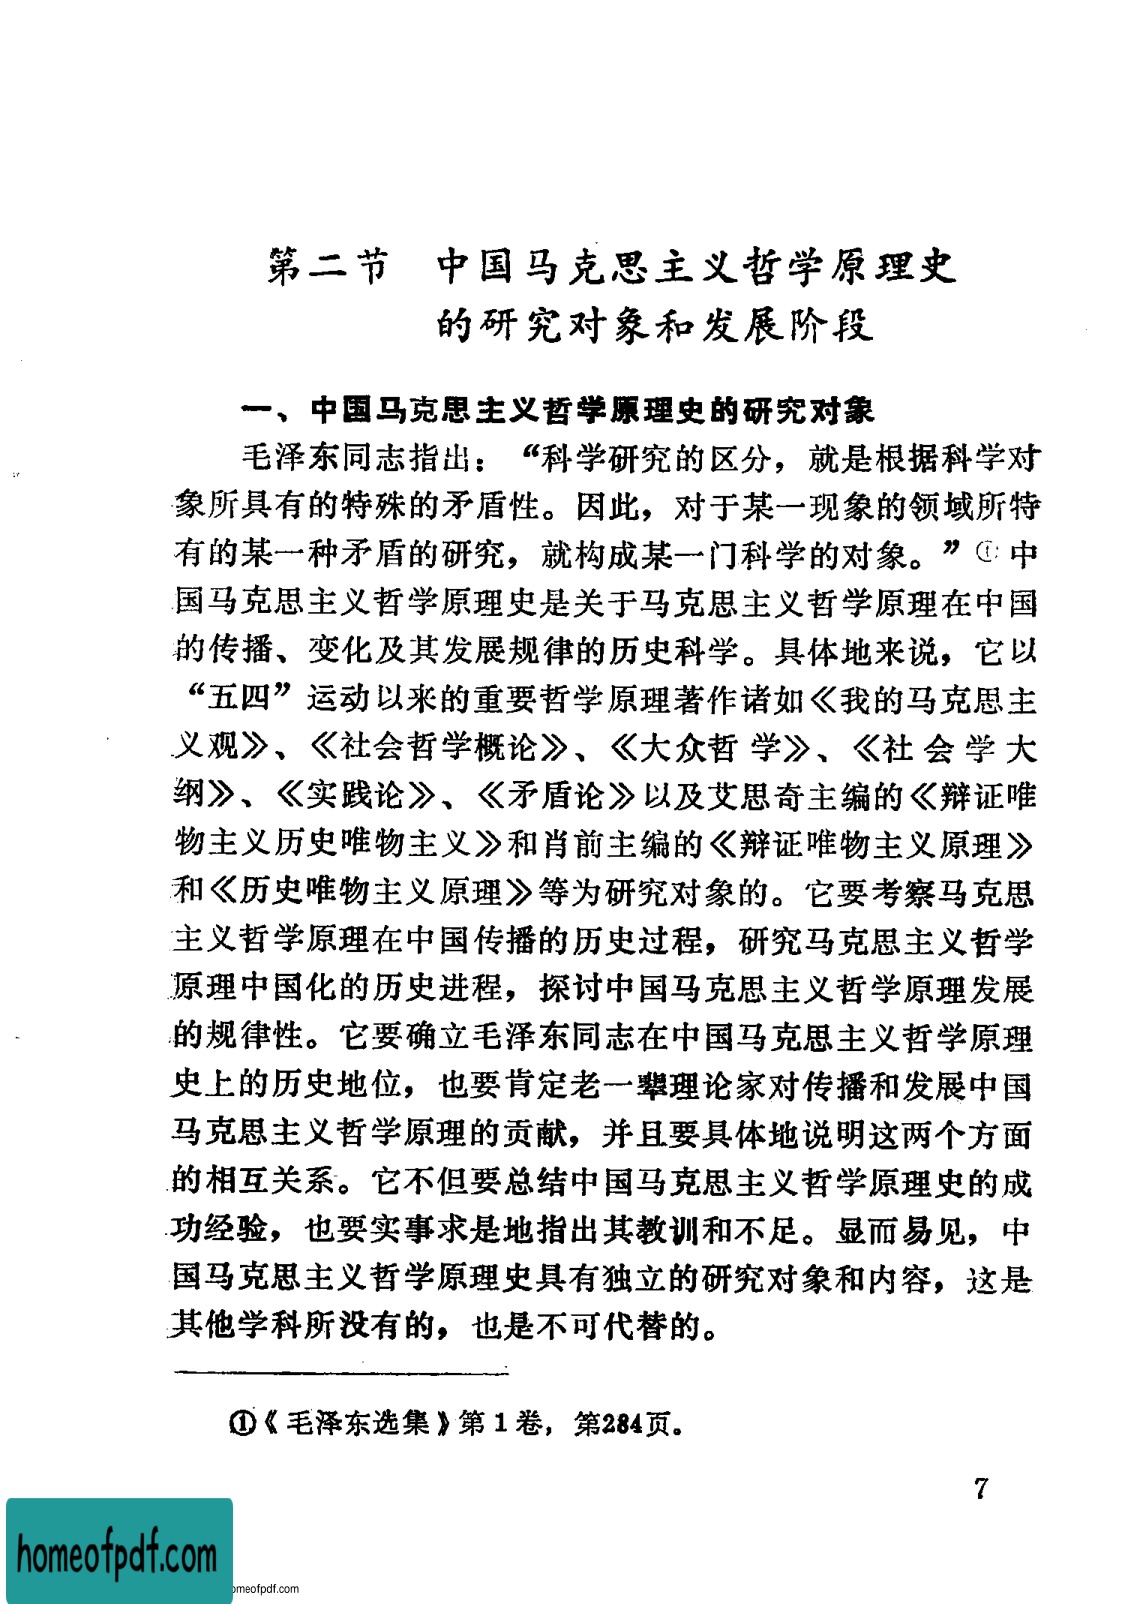 第二节　中国马克思主义哲学原理史
的研究对象和发展阶段
一、中国马克思主义哲学原理史的研究对象
毛泽东同志指出：“科学研究的区分，就是根据科学对
象所具有的特殊的矛盾性。因此，对于某一现象的领域所特
有的某一种矛盾的研究，就构成某一门科学的对象。”①中
国马克思主义哲学原理史是关于马克思主义哲学原理在中国
的传播、变化及其发展规律的历史科学。具体地来说，它以
“五四”运动以来的重要哲学原理著作诸如《我的马克思主
义观》、《社会哲学概论》、《大众哲学》、《社会学大
纲》、《实践论》、《矛盾论》以及艾思奇主编的《辩证唯
物主义历史唯物主义》和肖前主编的《辩证唯物主义原理》
和《历史唯物主义原理》等为研究对象的。它要考察马克思
主义哲学原理在中国传播的历史过程，研究马克思主义哲学
原理中国化的历史进程，探讨中国马克思主义哲学原理发展
的规律性。它要确立毛泽东同志在中国马克思主义哲学原理
史上的历史地位，也要肯定老一辈理论家对传播和发展中国
马克思主义哲学原理的贡献，并且要具体地说明这两个方面
的相互关系。它不但要总结中国马克思主义哲学原理史的成
功经验，也要实事求是地指出其教训和不足。显而易见，中
国马克思主义哲学原理史具有独立的研究对象和内容，这是
其他学科所没有的，也是不可代替的。
①《毛泽东选集》第1卷，第284页。
7
homeofpdf.com
omeofpdf.com